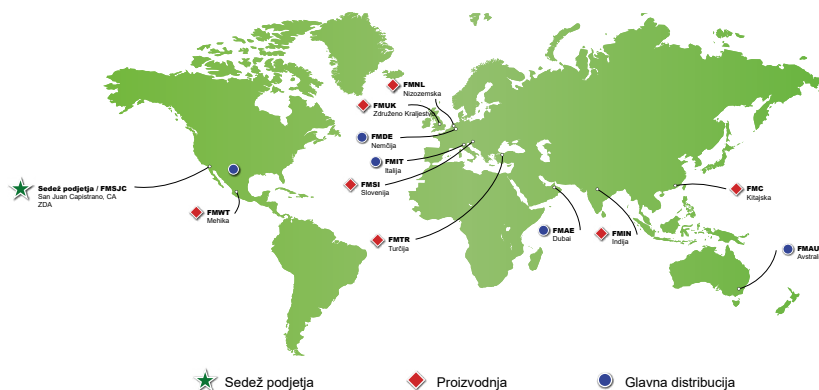 FMNL
Nizozemska
FMUK
Združeno Kraljestvo
FMDE
Nemčija
FMIT
Italija
FMSI
Slovenija
Sedež podjetja / FMSJC
San Juan Capistrano, CA
ZDA
FMWT
Mehika
FMTR
Turčija
FMAE
Dubai
FMIN
Indija
FMC
Kitajska
FMAU
Avstrali
Sedež podjetja
Proizvodnja
Glavna distribucija